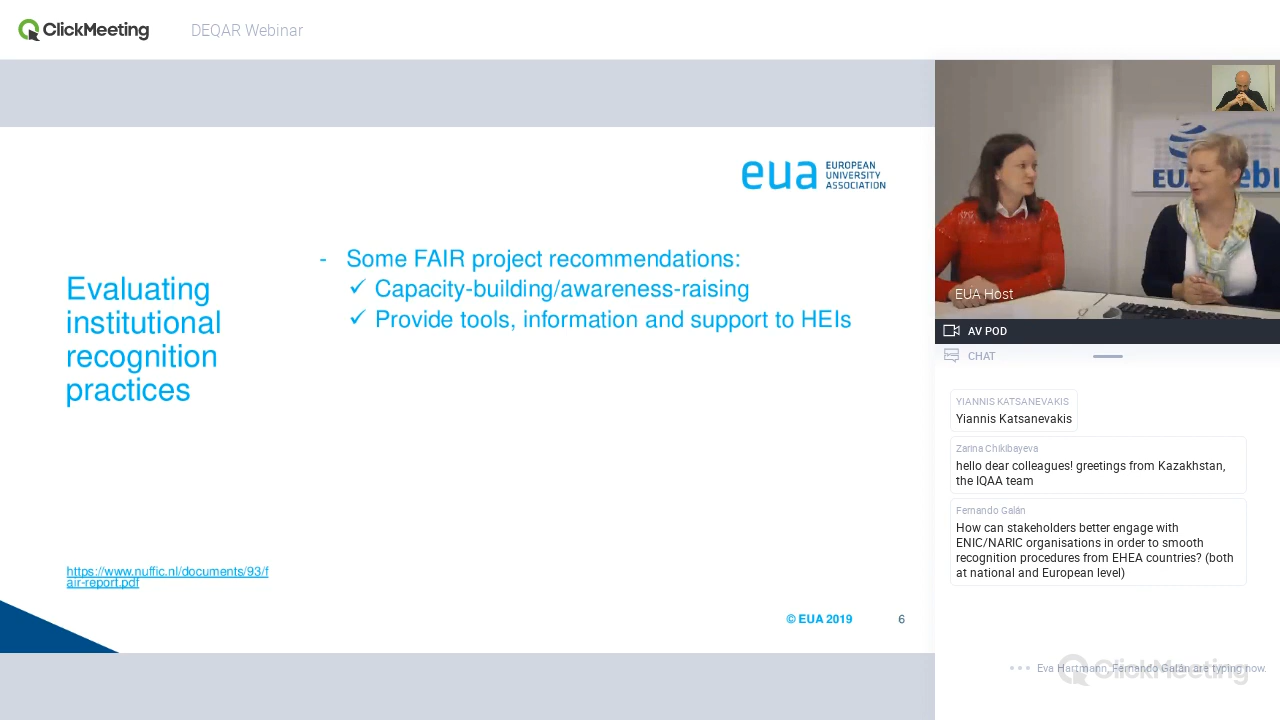 ClickMeeting
DEQAR Webinar
eua EUROPEAN
UNIVERSITY
ASSOCIATION
- Some FAIR project recommendations:
✓ Capacity-building/awareness-raising
✓ Provide tools, information and support to HEIs
Evaluating
institutional
recognition
practices
https://www.nuffic.nl/documents/93/f
air-report.pdf
© EUA 2019
6
EUA Host
AV POD
CHAT
YIANNIS KATSANEVAKIS
Yiannis Katsanevakis
Zarina Chikibayeva
hello dear colleagues! greetings from Kazakhstan,
the IQAA team
Fernando Galán
How can stakeholders better engage with
ENIC/NARIC organisations in order to smooth
recognition procedures from EHEA countries? (both
at national and European level)
Eva Hartmann, Fernando Galán are typing now.
ClickMeeting